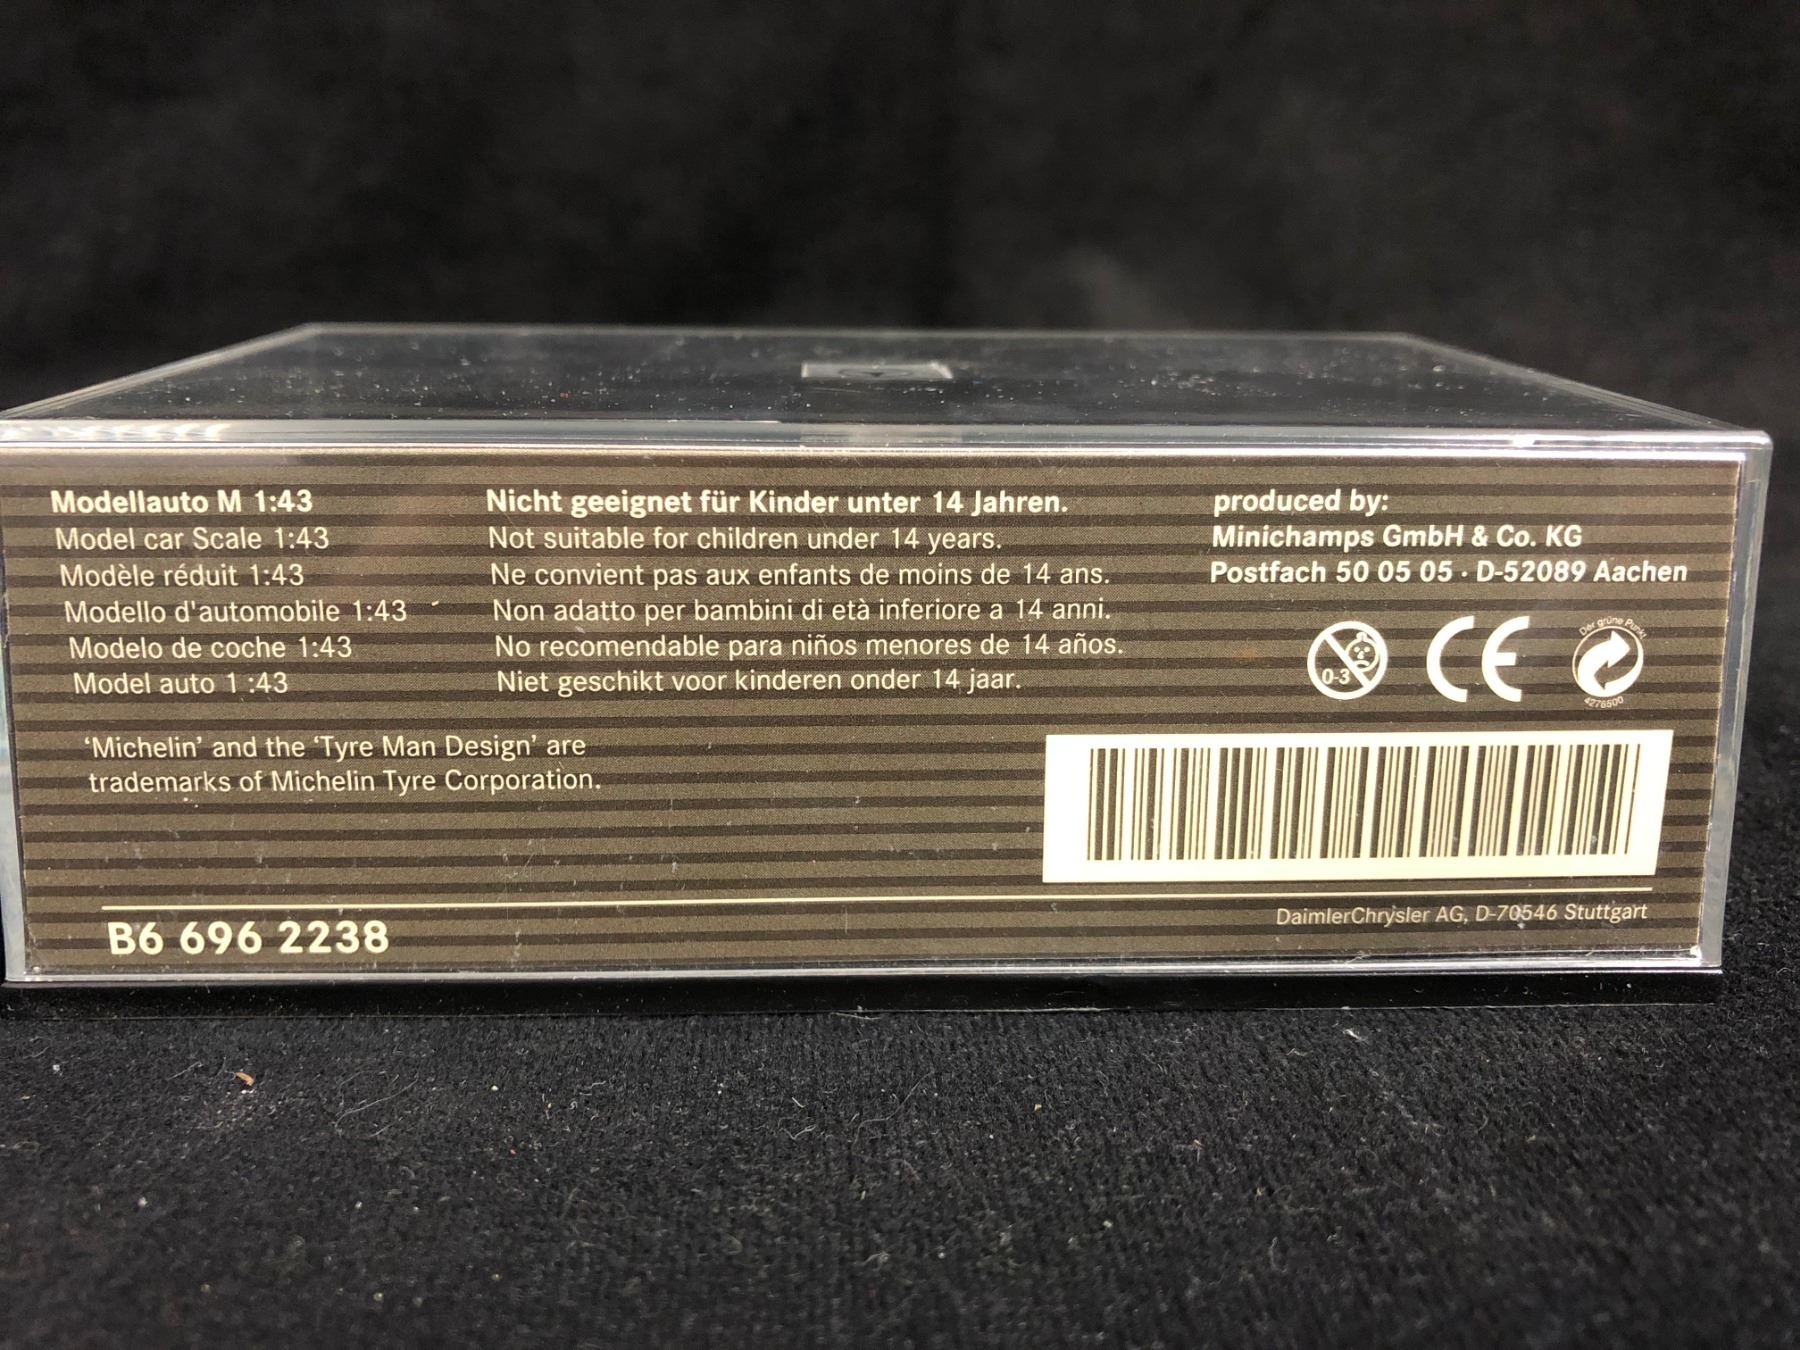 Modellauto M 1:43
Model car Scale 1:43
Modèle réduit 1:43
Modello d'automobile 1:43
Modelo de coche 1:43
Model auto 1 :43
Nicht geeignet für Kinder unter 14 Jahren.
Not suitable for children under 14 years.
Ne convient pas aux enfants de moins de 14 ans.
Non adatto per bambini di età inferiore a 14 anni.
No recomendable para niños menores de 14 años.
Niet geschikt voor kinderen onder 14 jaar.
produced by:
Minichamps GmbH & Co. KG
Postfach 50 05 05 · D-52089 Aachen
0-3
CE
Der grüne Punkt
4276500
‘Michelin’ and the ‘Tyre Man Design’ are
trademarks of Michelin Tyre Corporation.
B6 696 2238
DaimlerChrysler AG, D-70546 Stuttgart